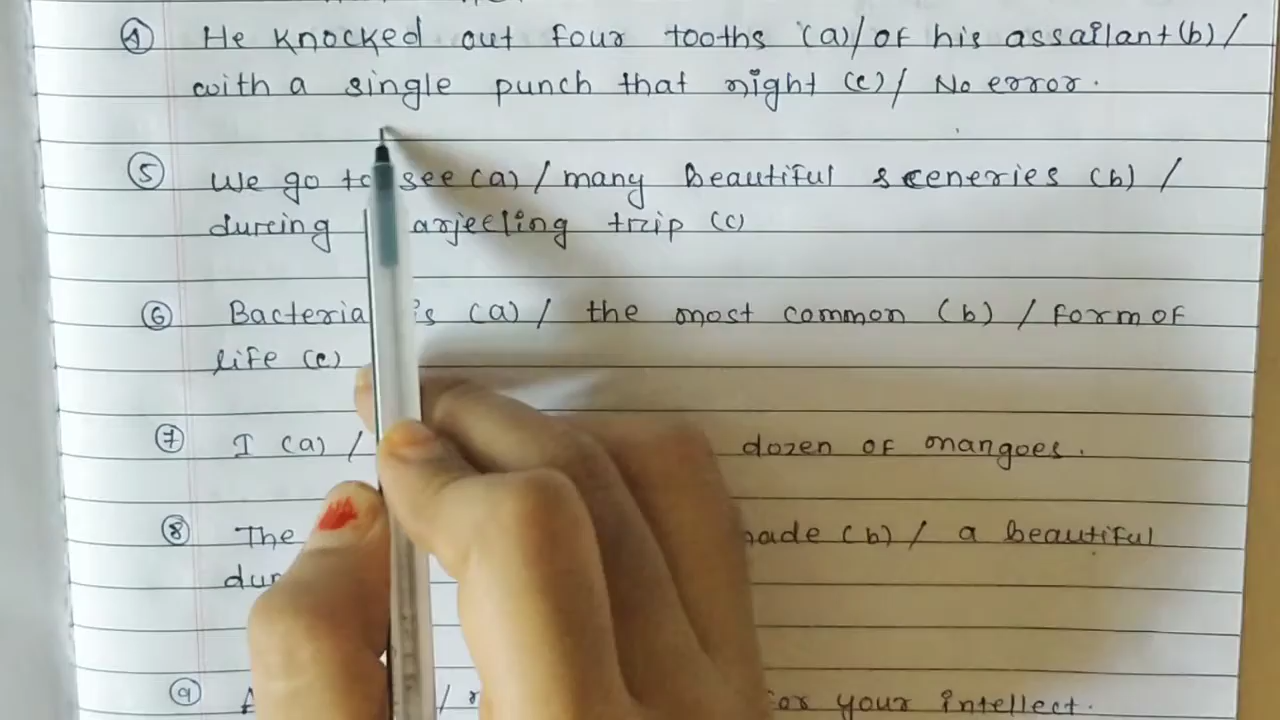 ④ He knocked out four tooths (a)/ of his assailant (b) /
with a single punch that night (c) / No error.
⑤ We go to see (a) / many Beautiful sceneries (b) /
during arjeeling trip (c)
⑥ Bacteria is (a) / the most common (b) / form of
life (c)
⑦ I (a) / dozen of mangoes.
⑧ The made (b) / a beautiful
⑨ your intellect.